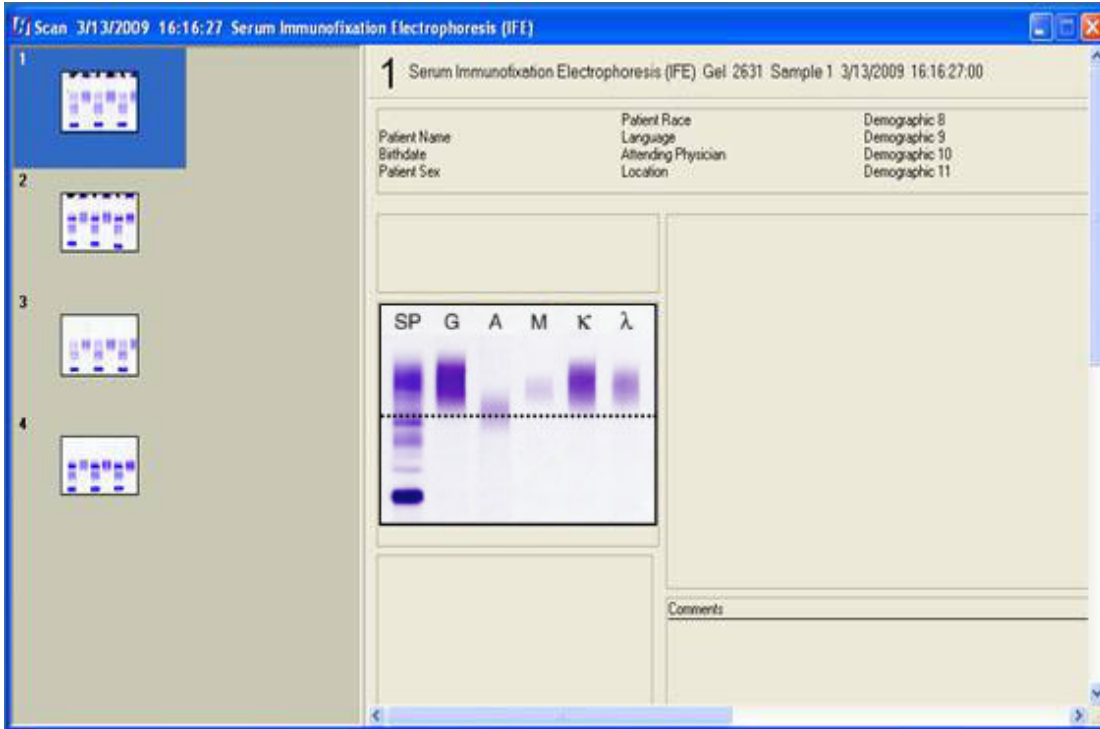 Scan 3/13/2009 16:16:27 Serum Immunofixation Electrophoresis (IFE)
1
2
3
4
1 Serum Immunofixation Electrophoresis (IFE) Gel 2631 Sample 1 3/13/2009 16:16:27:00
Patient Name
Birthdate
Patient Sex
Patient Race
Language
Attending Physician
Location
Demographic 8
Demographic 9
Demographic 10
Demographic 11
SP G A M κ λ
Comments